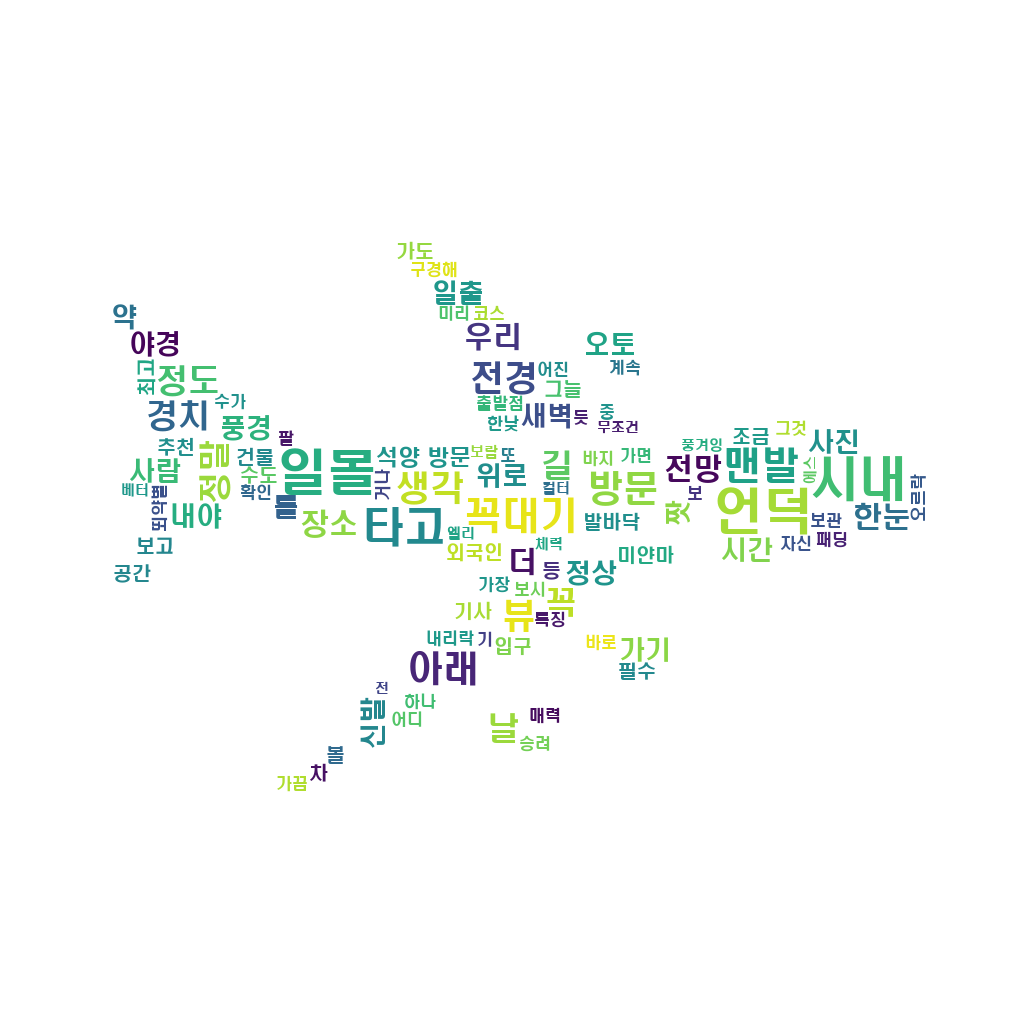 가도
구경해
일출
약
미리 코스
야경
우리
오토
최고
정도
전경
어진
계속
수가
그늘
경치
출발점
새벽
듯
중
풍경
한낮
무조건
그것
팔
조금
사진
추천
건물
일몰
석양 방문
보람
또
길
바지
가면
풍겨잉
맨발
시내
사람
정말
수도
거나
생각
위로
방문
전망
예스
베터
뙤약볕
확인
컬터
보
언덕
오르락
내야
틑
장소
타고
꼭대기
발바닥
짯
보관
한눈
엘리
자신
패딩
보고
외국인
체력
더
등
미얀마
시간
공간
정상
가장
보시
꼭
기사
뷰
특징
내리락
기
입구
바로
가기
아래
필수
전
신발
하나
어디
날
매력
승려
볼
차
가끔